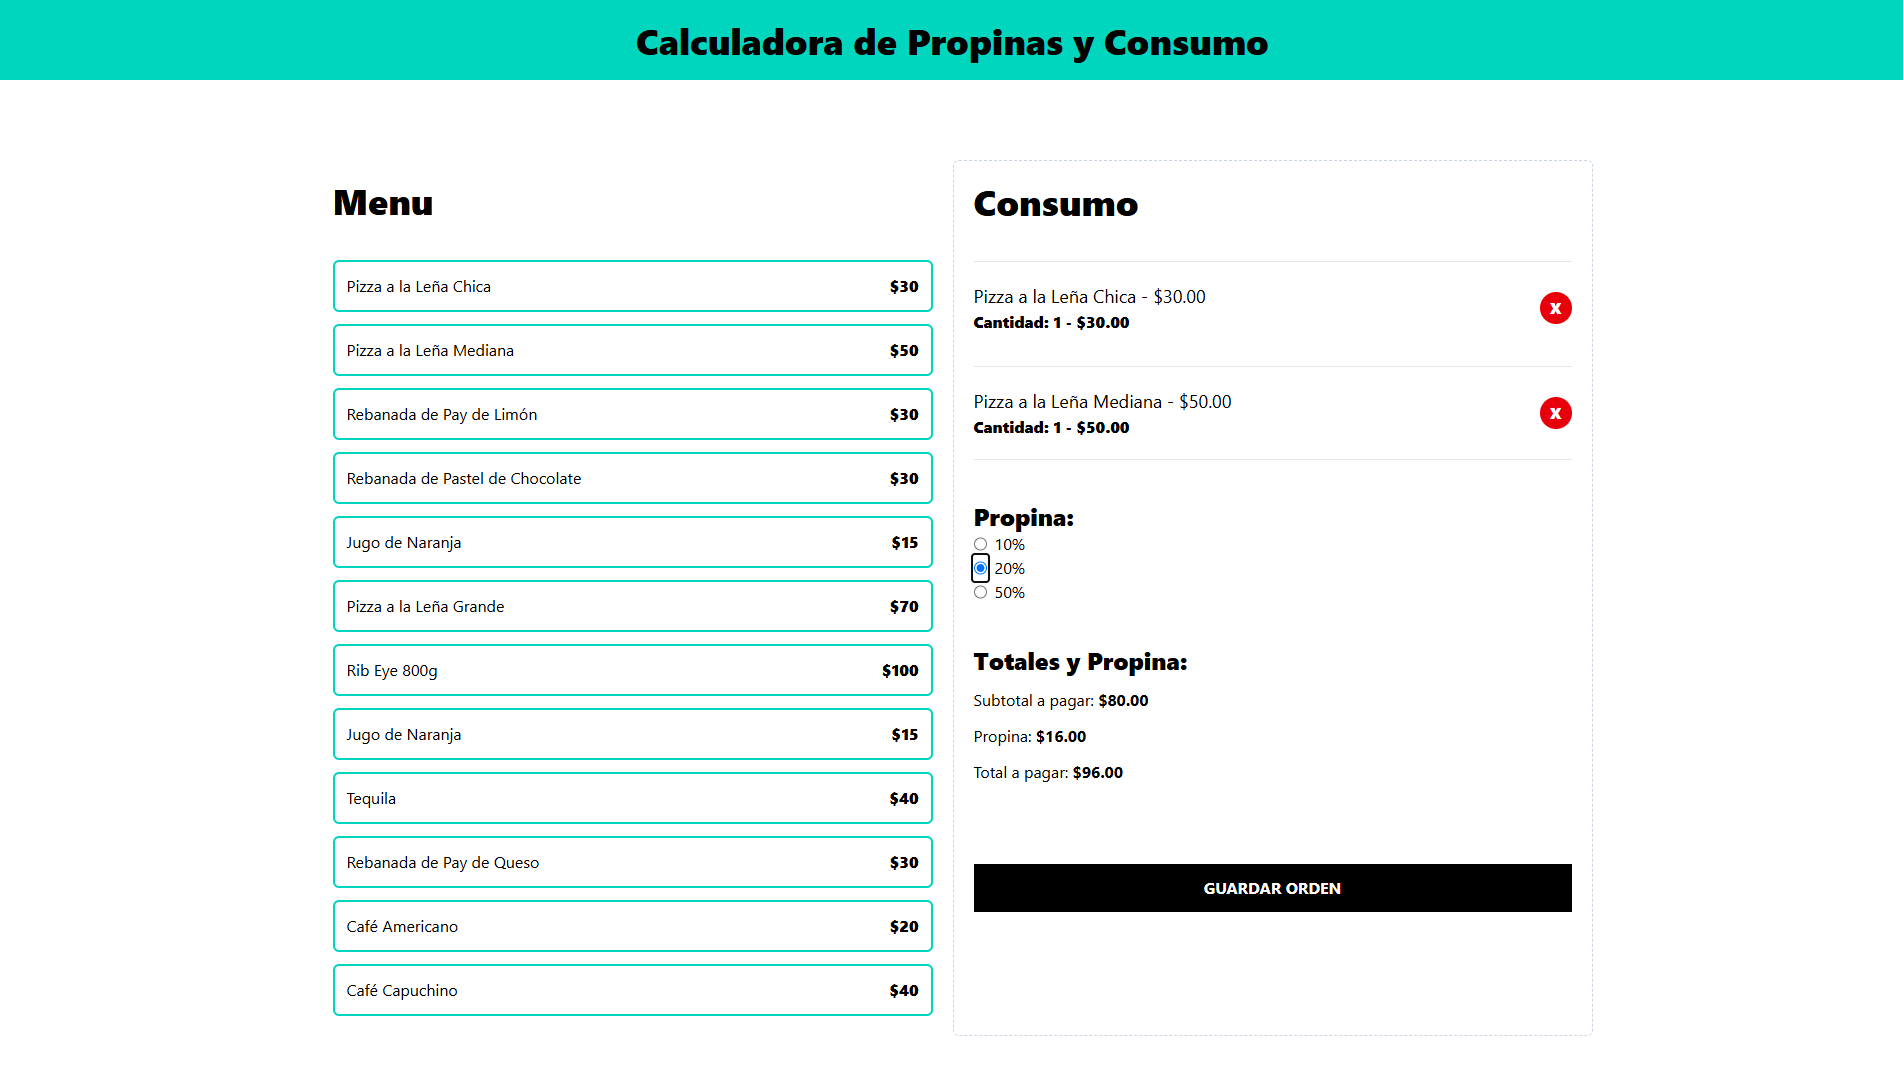 Calculadora de Propinas y Consumo
Menu
Pizza a la Leña Chica $30
Pizza a la Leña Mediana $50
Rebanada de Pay de Limón $30
Rebanada de Pastel de Chocolate $30
Jugo de Naranja $15
Pizza a la Leña Grande $70
Rib Eye 800g $100
Jugo de Naranja $15
Tequila $40
Rebanada de Pay de Queso $30
Café Americano $20
Café Capuchino $40
Consumo
Pizza a la Leña Chica - $30.00
Cantidad: 1 - $30.00
X
Pizza a la Leña Mediana - $50.00
Cantidad: 1 - $50.00
X
Propina:
10%
20%
50%
Totales y Propina:
Subtotal a pagar: $80.00
Propina: $16.00
Total a pagar: $96.00
GUARDAR ORDEN